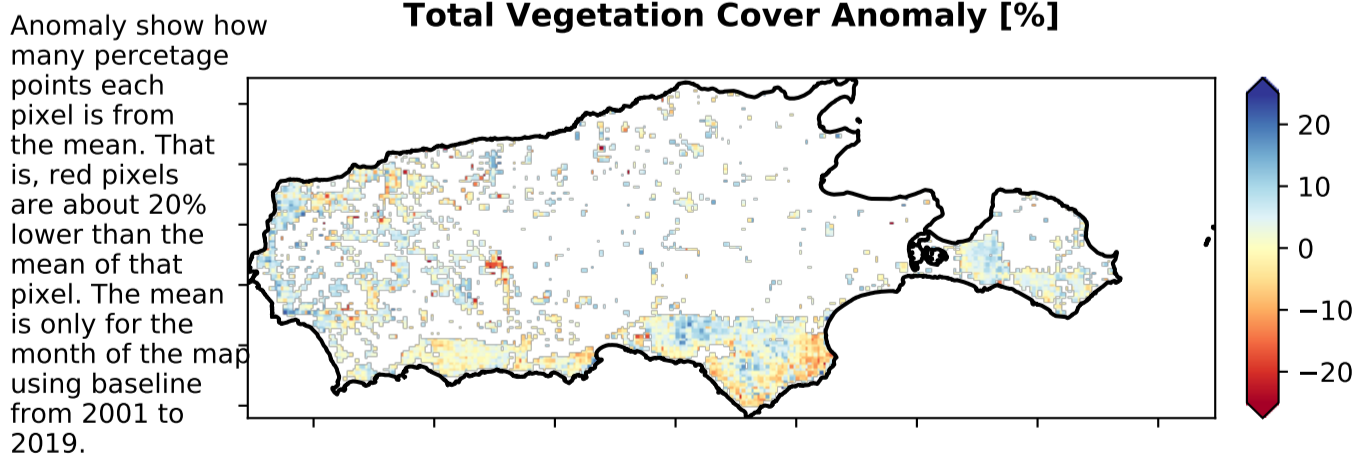 Total Vegetation Cover Anomaly [%]
Anomaly show how
many percetage
points each
pixel is from
the mean. That
is, red pixels
are about 20%
lower than the
mean of that
pixel. The mean
is only for the
month of the map
using baseline
from 2001 to
2019.
20
10
0
−10
−20